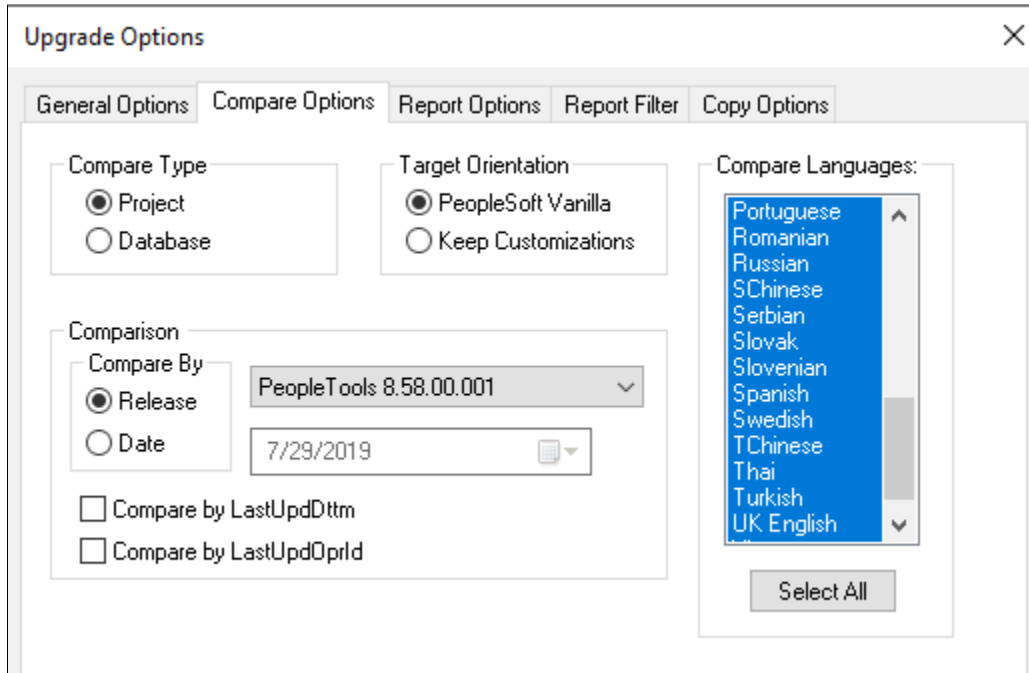 Upgrade Options
General Options Compare Options Report Options Report Filter Copy Options
Compare Type
Project
Database
Target Orientation
PeopleSoft Vanilla
Keep Customizations
Compare Languages:
Portuguese
Romanian
Russian
SChinese
Serbian
Slovak
Slovenian
Spanish
Swedish
TChinese
Thai
Turkish
UK English
Select All
Comparison
Compare By
Release
Date
PeopleTools 8.58.00.001
7/29/2019
Compare by LastUpdDttm
Compare by LastUpdOprId